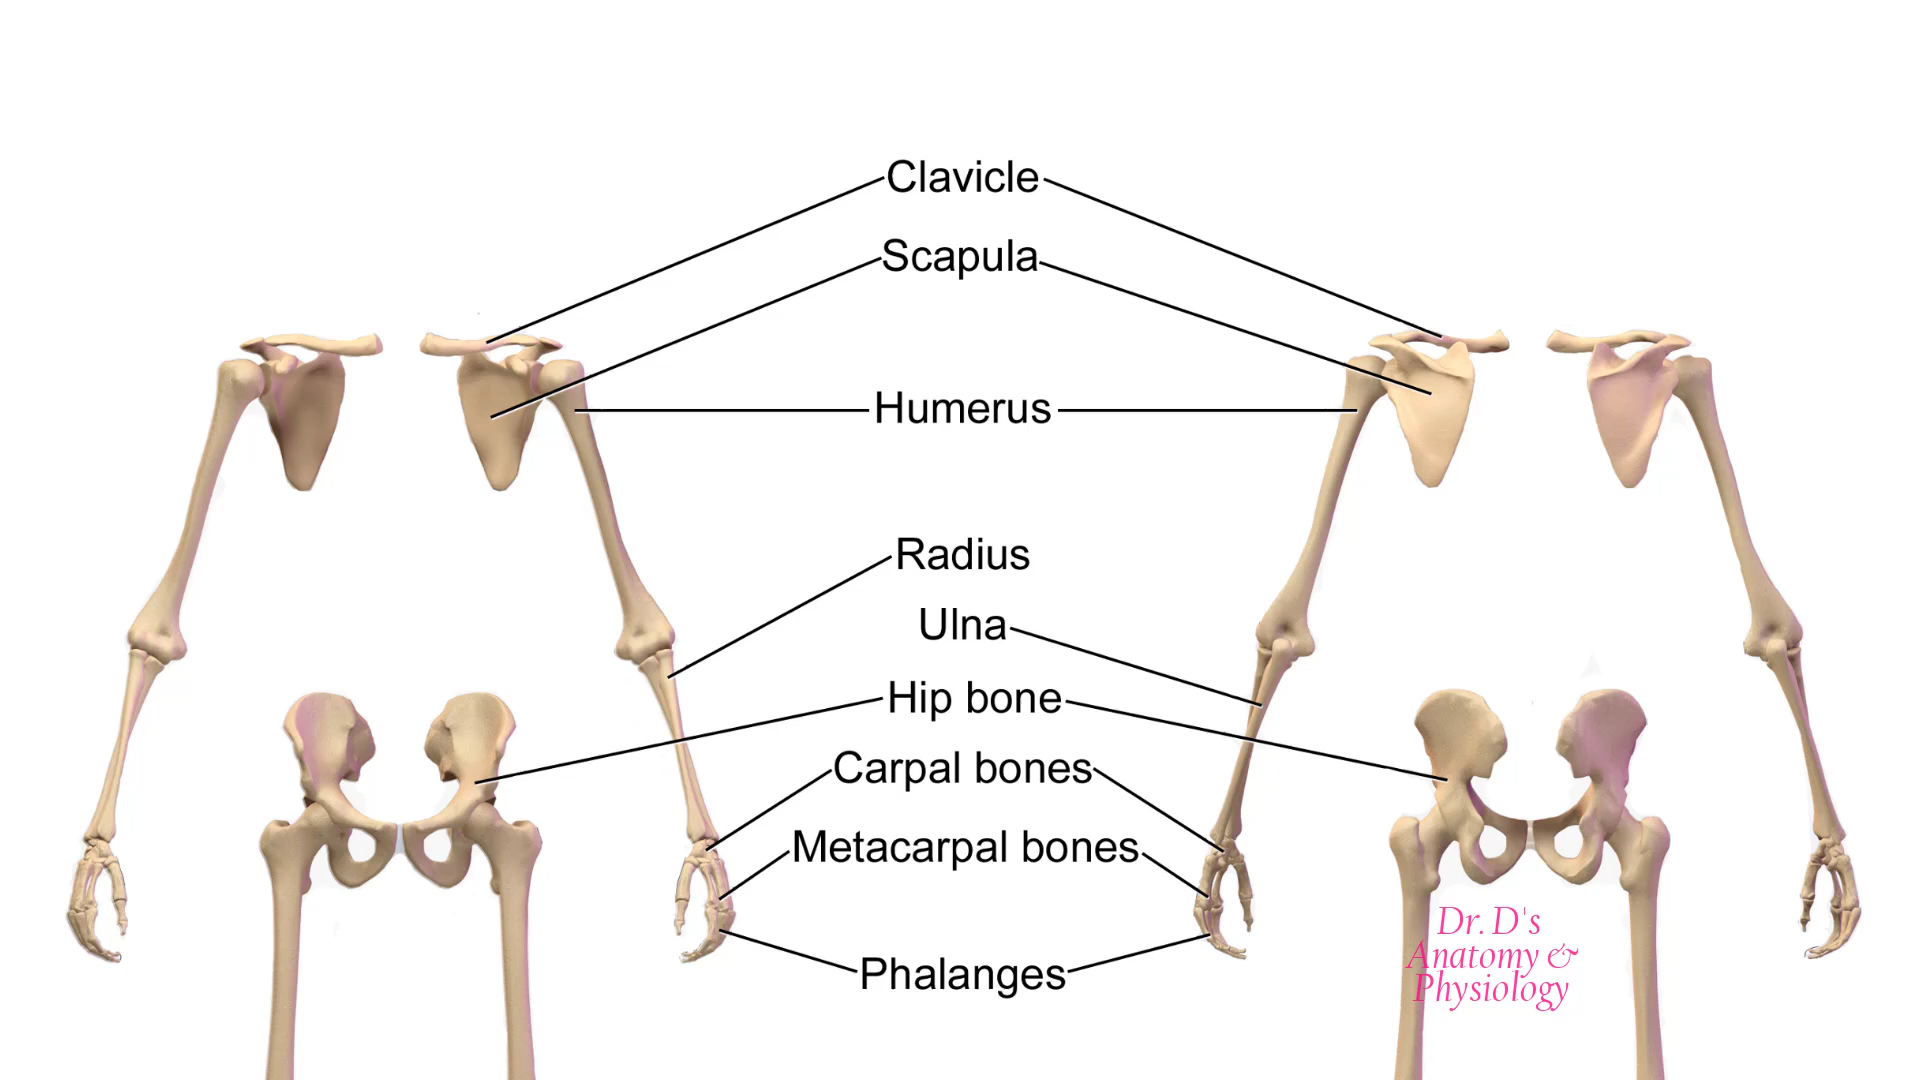 Clavicle
Scapula
Humerus
Radius
Ulna
Hip bone
Carpal bones
Metacarpal bones
Phalanges
Dr. D's
Anatomy &
Physiology